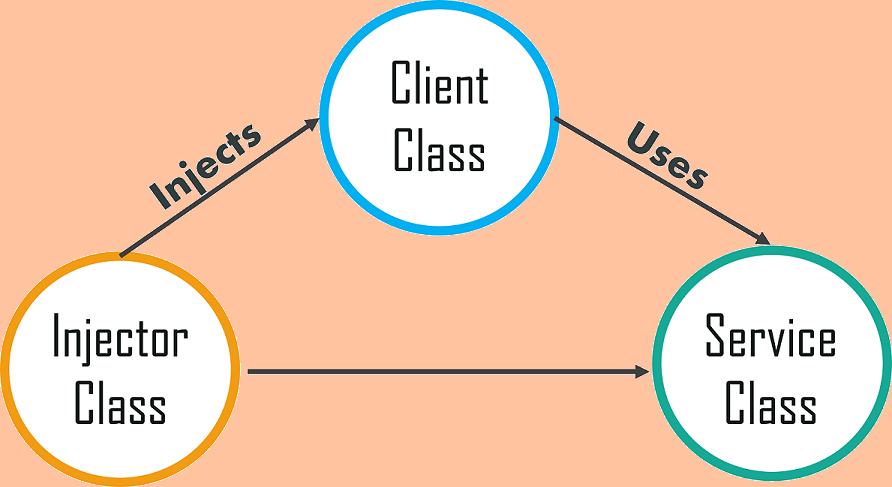 Client
Class
Injects
Uses
Injector
Class
Service
Class